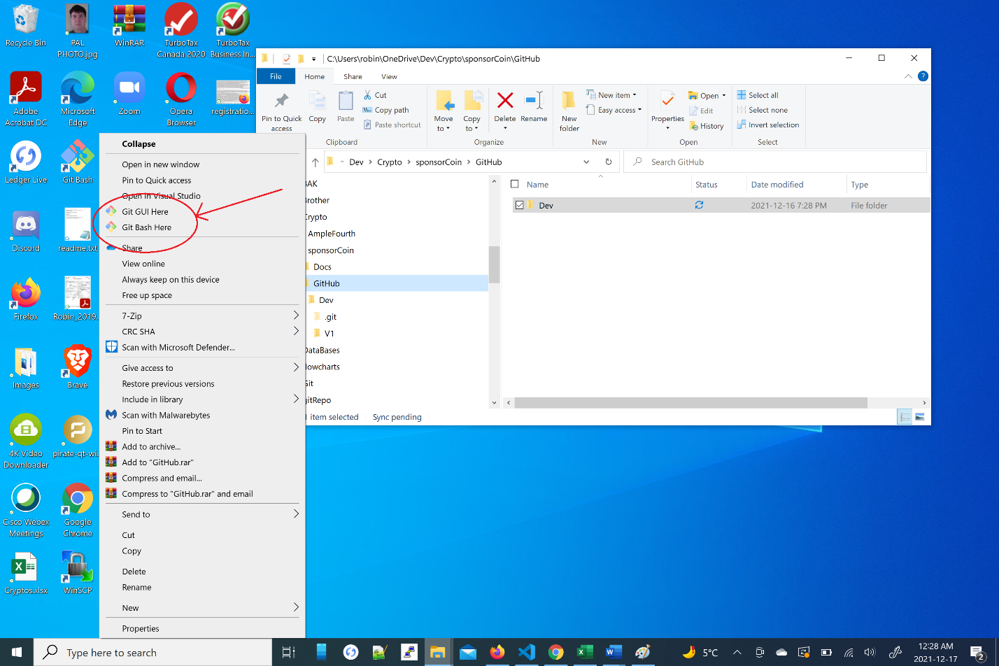 Recycle Bin
PAL
PHOTO.jpg
WinRAR
TurboTax
Canada 2020
TurboTax
Business In...
Adobe
Acrobat DC
Microsoft
Edge
Zoom
Opera
Browser
registratio...
Ledger Live
Git Bash
Discord
readme.txt
Firefox
Robin_2019...
Images
Brave
4K Video
Downloader
pirate-qt-wi...
Cisco Webex
Meetings
Google
Chrome
Cryptos.xlsx
WinSCP
Collapse
Open in new window
Pin to Quick access
Open in Visual Studio
Git GUI Here
Git Bash Here
Share
View online
Always keep on this device
Free up space
7-Zip
CRC SHA
Scan with Microsoft Defender...
Give access to
Restore previous versions
Include in library
Scan with Malwarebytes
Pin to Start
Add to archive...
Add to "GitHub.rar"
Compress and email...
Compress to "GitHub.rar" and email
Send to
Cut
Copy
Delete
Rename
New
Properties
C:\Users\robin\OneDrive\Dev\Crypto\sponsorCoin\GitHub
File Home Share View
Pin to Quick
access
Copy
Paste
Cut
Copy path
Paste shortcut
Clipboard
Move
to
Copy
to
Delete
Rename
Organize
New
folder
New item
Easy access
New
Properties
Open
Edit
History
Open
Select all
Select none
Invert selection
Select
Dev > Crypto > sponsorCoin > GitHub
Search GitHub
Name Status Date modified Type
Dev 2021-12-16 7:28 PM File folder
AK
rother
rypto
AmpleFourth
sponsorCoin
Docs
GitHub
Dev
.git
V1
ataBases
lowcharts
it
itRepo
item selected Sync pending
Type here to search
5°C
12:28 AM
2021-12-17
2